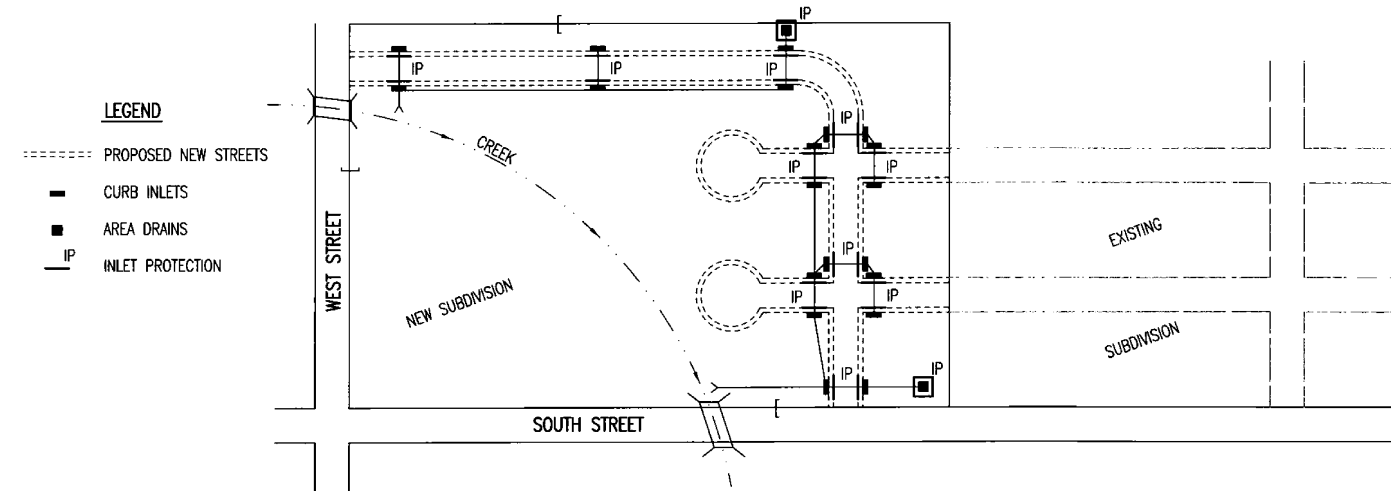 IP
IP
IP
IP
LEGEND
PROPOSED NEW STREETS
CURB INLETS
AREA DRAINS
IP
INLET PROTECTION
CREEK
IP
IP
IP
WEST STREET
NEW SUBDIVISION
EXISTING
SUBDIVISION
IP
IP
IP
IP
IP
SOUTH STREET